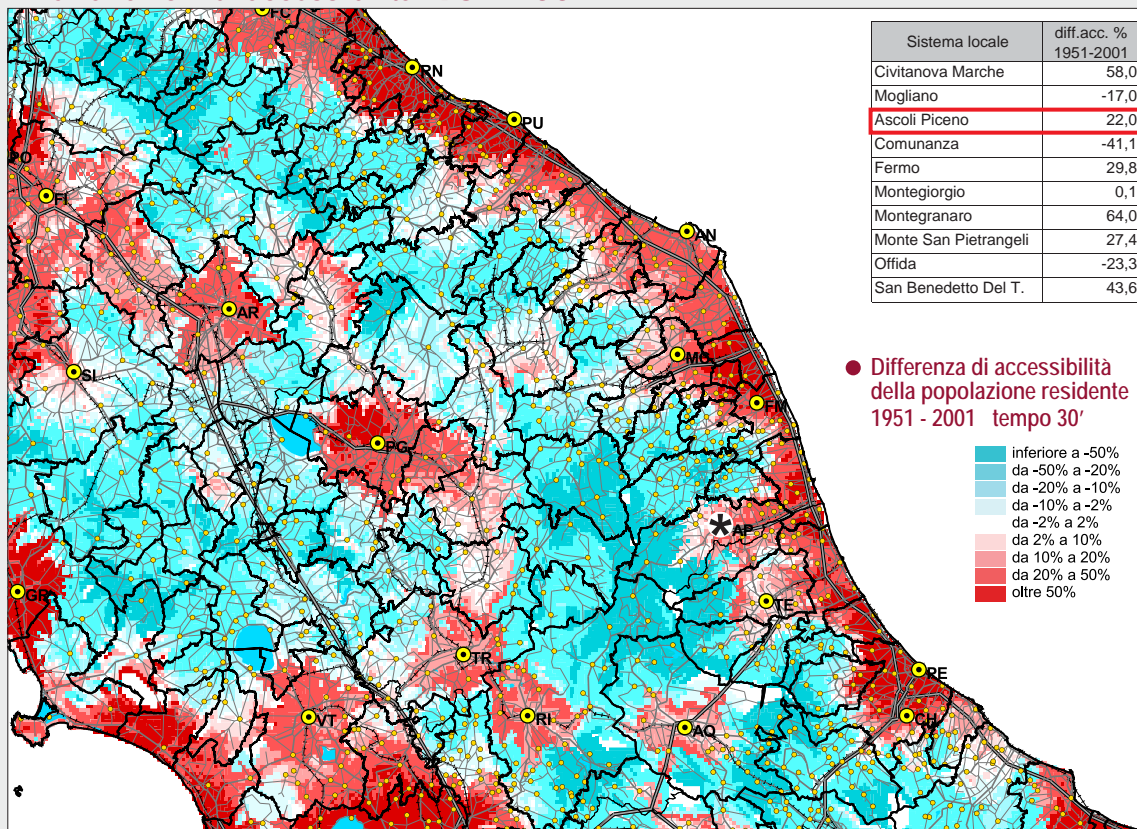 Sistema locale
diff.acc. %
1951-2001
Civitanova Marche 58,0
Mogliano -17,0
Ascoli Piceno 22,0
Comunanza -41,1
Fermo 29,8
Montegiorgio 0,1
Montegranaro 64,0
Monte San Pietrangeli 27,4
Offida -23,3
San Benedetto Del T. 43,6
Differenza di accessibilità
della popolazione residente
1951 - 2001 tempo 30'
inferiore a -50%
da -50% a -20%
da -20% a -10%
da -10% a -2%
da -2% a 2%
da 2% a 10%
da 10% a 20%
da 20% a 50%
oltre 50%
FC
RN
PU
PO
FI
AN
AR
MC
SI
FM
PG
*
AP
GR
TE
TR
PE
VT
RI
AQ
CH